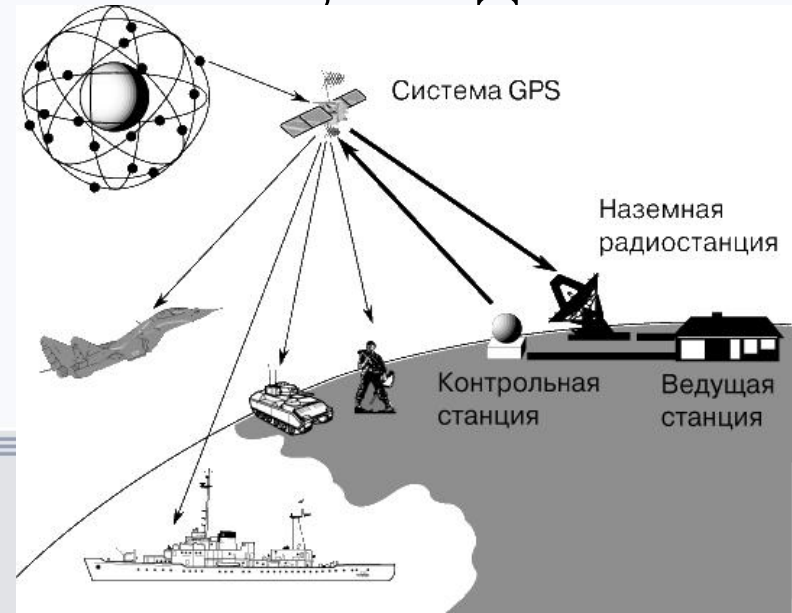 Система GPS
Наземная
радиостанция
Контрольная
станция
Ведущая
станция